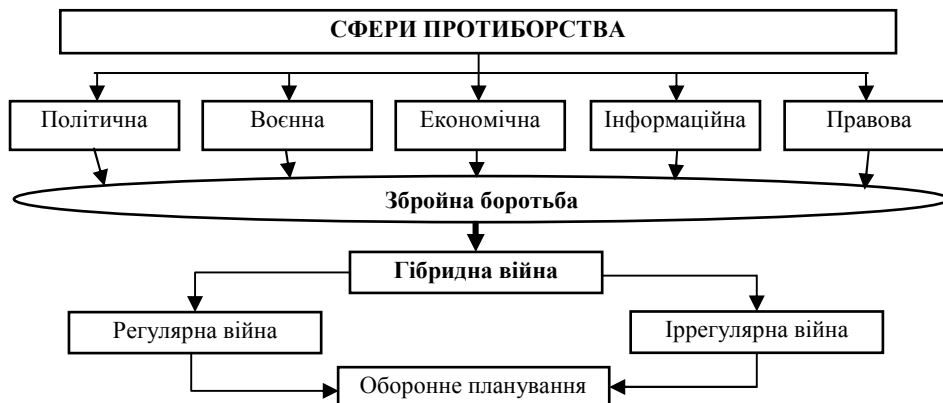 СФЕРИ ПРОТИБОРСТВА
Політична
Воєнна
Економічна
Інформаційна
Правова
Збройна боротьба
Гібридна війна
Регулярна війна
Іррегулярна війна
Оборонне планування